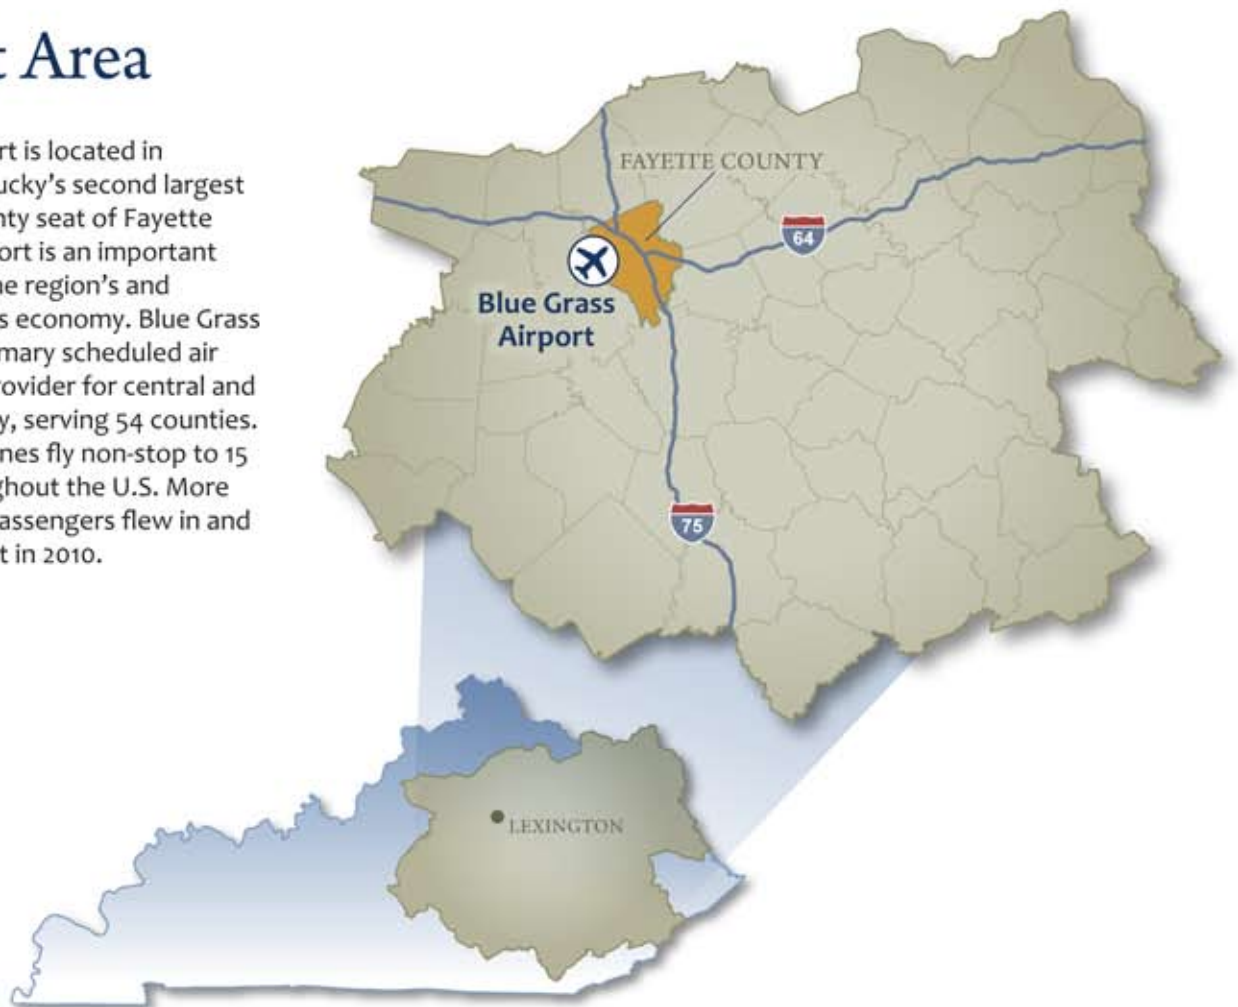 t Area
rt is located in
ucky's second largest
nty seat of Fayette
ort is an important
ne region's and
s economy. Blue Grass
mary scheduled air
rovider for central and
y, serving 54 counties.
nes fly non-stop to 15
ghout the U.S. More
assengers flew in and
t in 2010.
FAYETTE COUNTY
64
Blue Grass
Airport
75
LEXINGTON